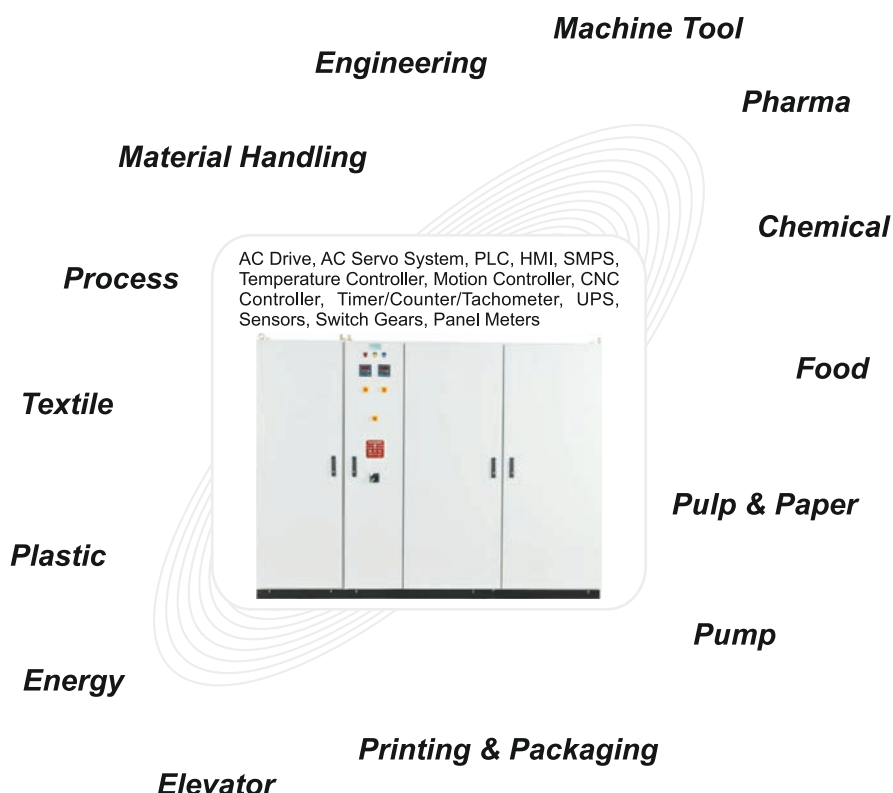 Machine Tool
Engineering
Pharma
Material Handling
Chemical
AC Drive, AC Servo System, PLC, HMI, SMPS,
Temperature Controller, Motion Controller, CNC
Controller, Timer/Counter/Tachometer, UPS,
Sensors, Switch Gears, Panel Meters
Process
Food
Textile
Pulp & Paper
Plastic
Pump
Energy
Printing & Packaging
Elevator